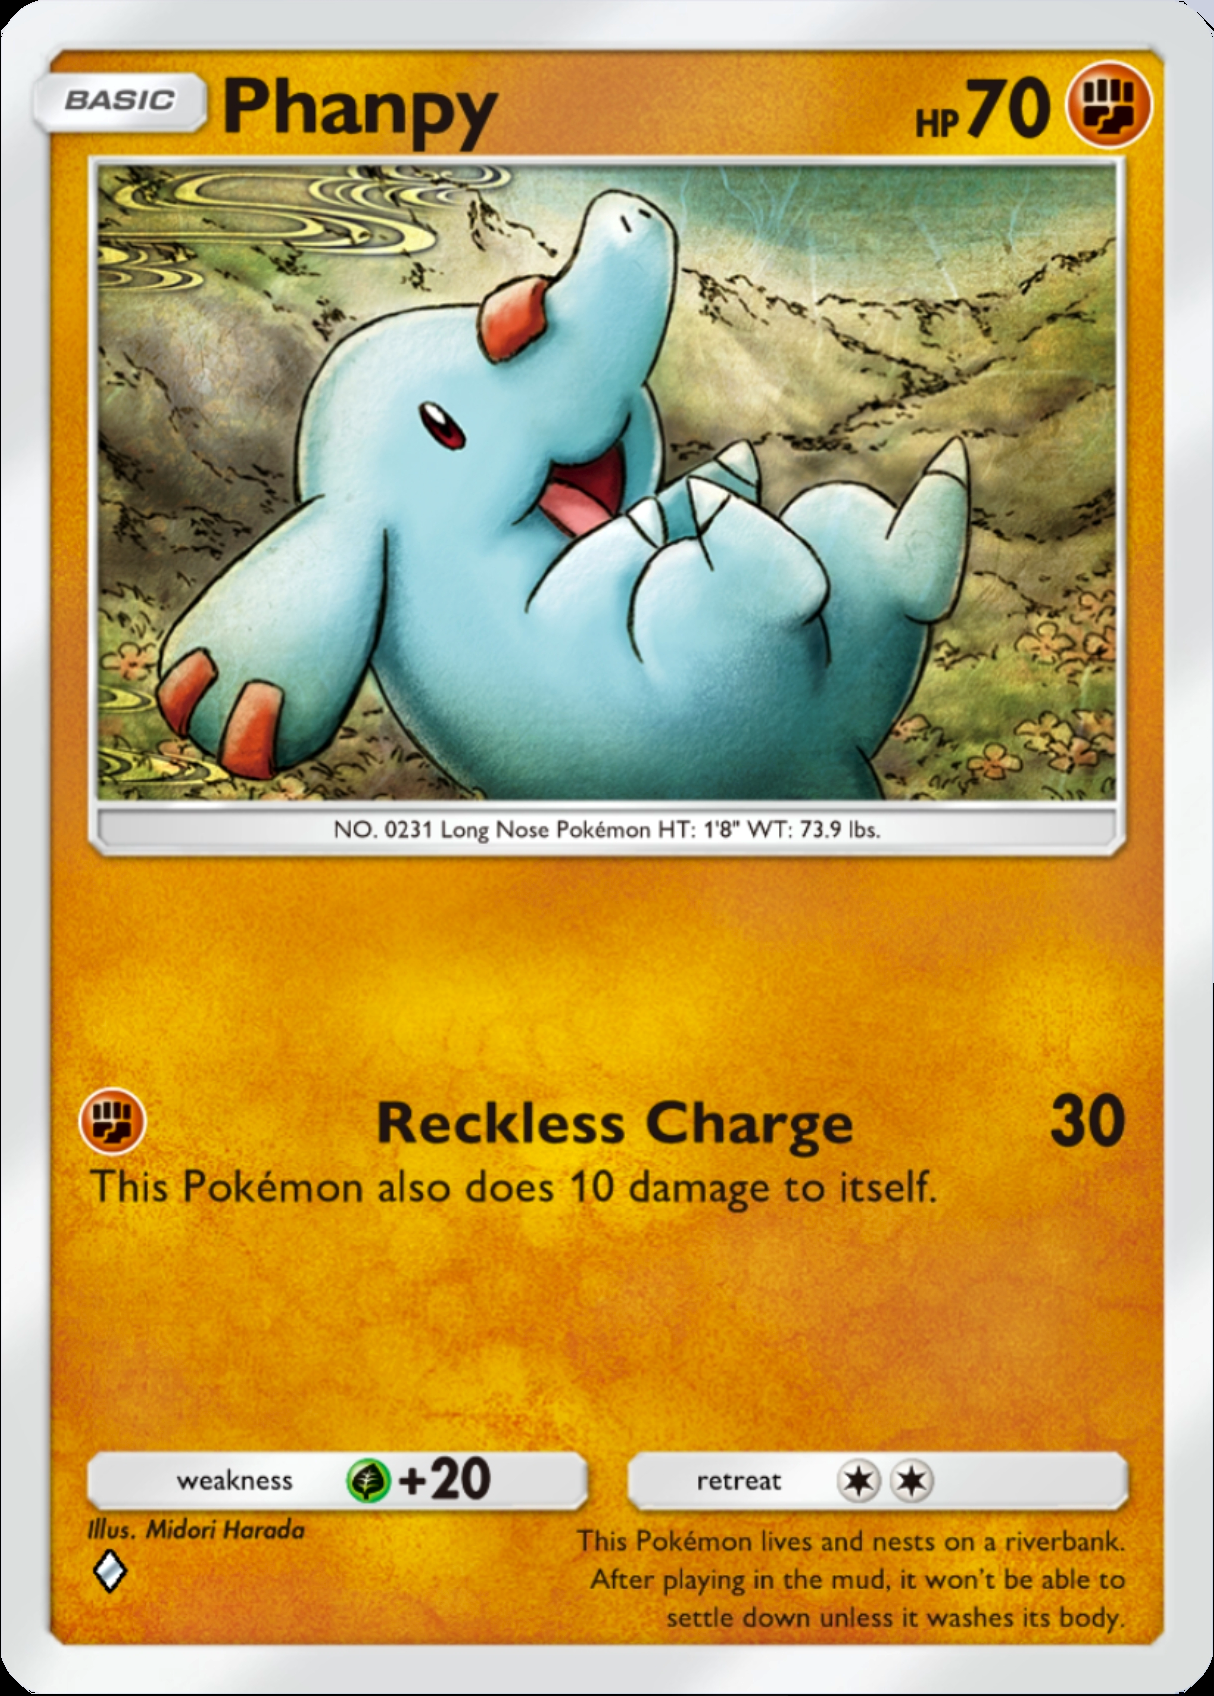 BASIC Phanpy HP 70
NO. 0231 Long Nose Pokémon HT: 1'8" WT: 73.9 lbs.
Reckless Charge 30
This Pokémon also does 10 damage to itself.
weakness +20 retreat
Illus. Midori Harada
This Pokémon lives and nests on a riverbank.
After playing in the mud, it won't be able to
settle down unless it washes its body.